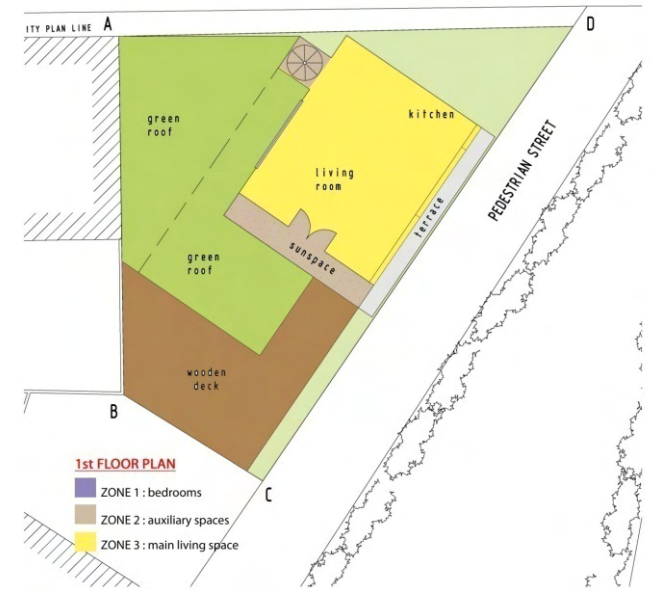 ITY PLAN LINE
A
D
green
roof
kitchen
living
room
PEDESTRIAN STREET
terrace
sunspace
green
roof
wooden
deck
B
C
1st FLOOR PLAN
ZONE 1 : bedrooms
ZONE 2 : auxiliary spaces
ZONE 3 : main living space